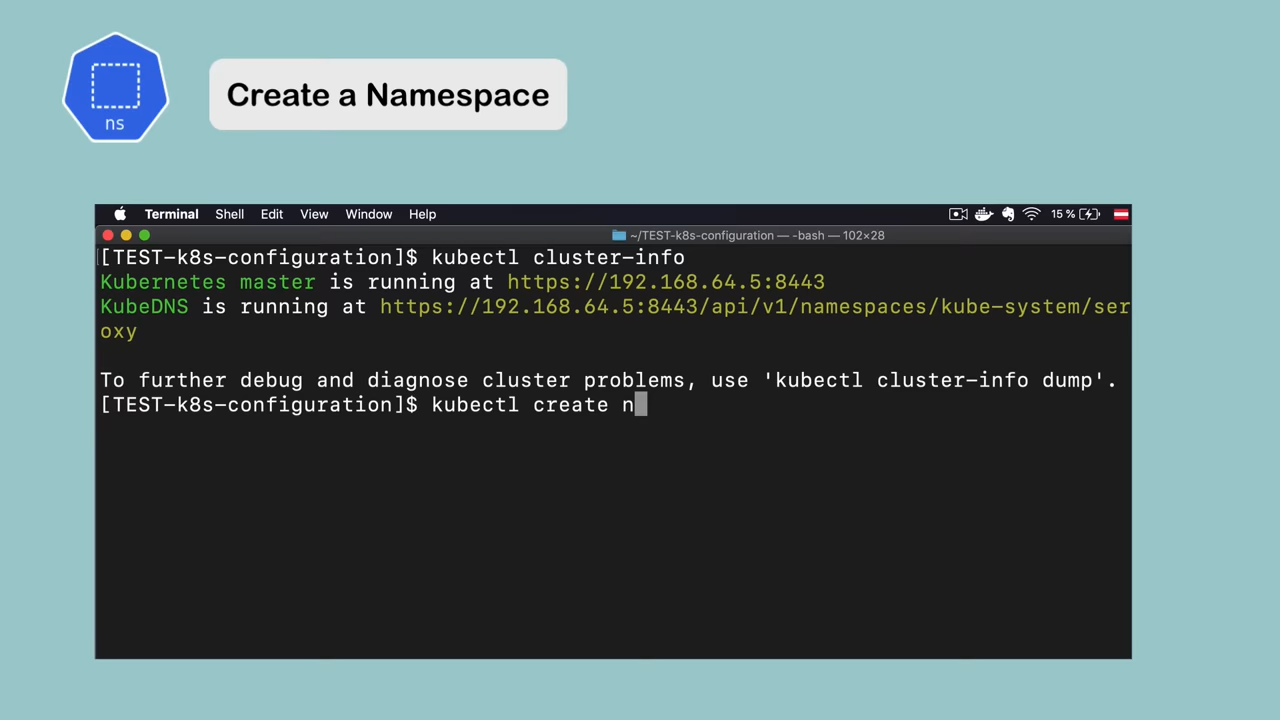 ns
Create a Namespace
Terminal Shell Edit View Window Help 15 %
~/TEST-k8s-configuration — -bash — 102×28
[TEST-k8s-configuration]$ kubectl cluster-info
Kubernetes master is running at https://192.168.64.5:8443
KubeDNS is running at https://192.168.64.5:8443/api/v1/namespaces/kube-system/ser
oxy
To further debug and diagnose cluster problems, use 'kubectl cluster-info dump'.
[TEST-k8s-configuration]$ kubectl create n